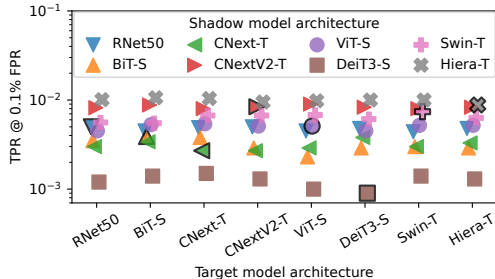 Shadow model architecture
RNet50 CNext-T ViT-S Swin-T
BiT-S CNextV2-T DeiT3-S Hiera-T
TPR @ 0.1% FPR
10⁻¹
10⁻²
10⁻³
RNet50 BiT-S CNext-T CNextV2-T ViT-S DeiT3-S Swin-T Hiera-T
Target model architecture